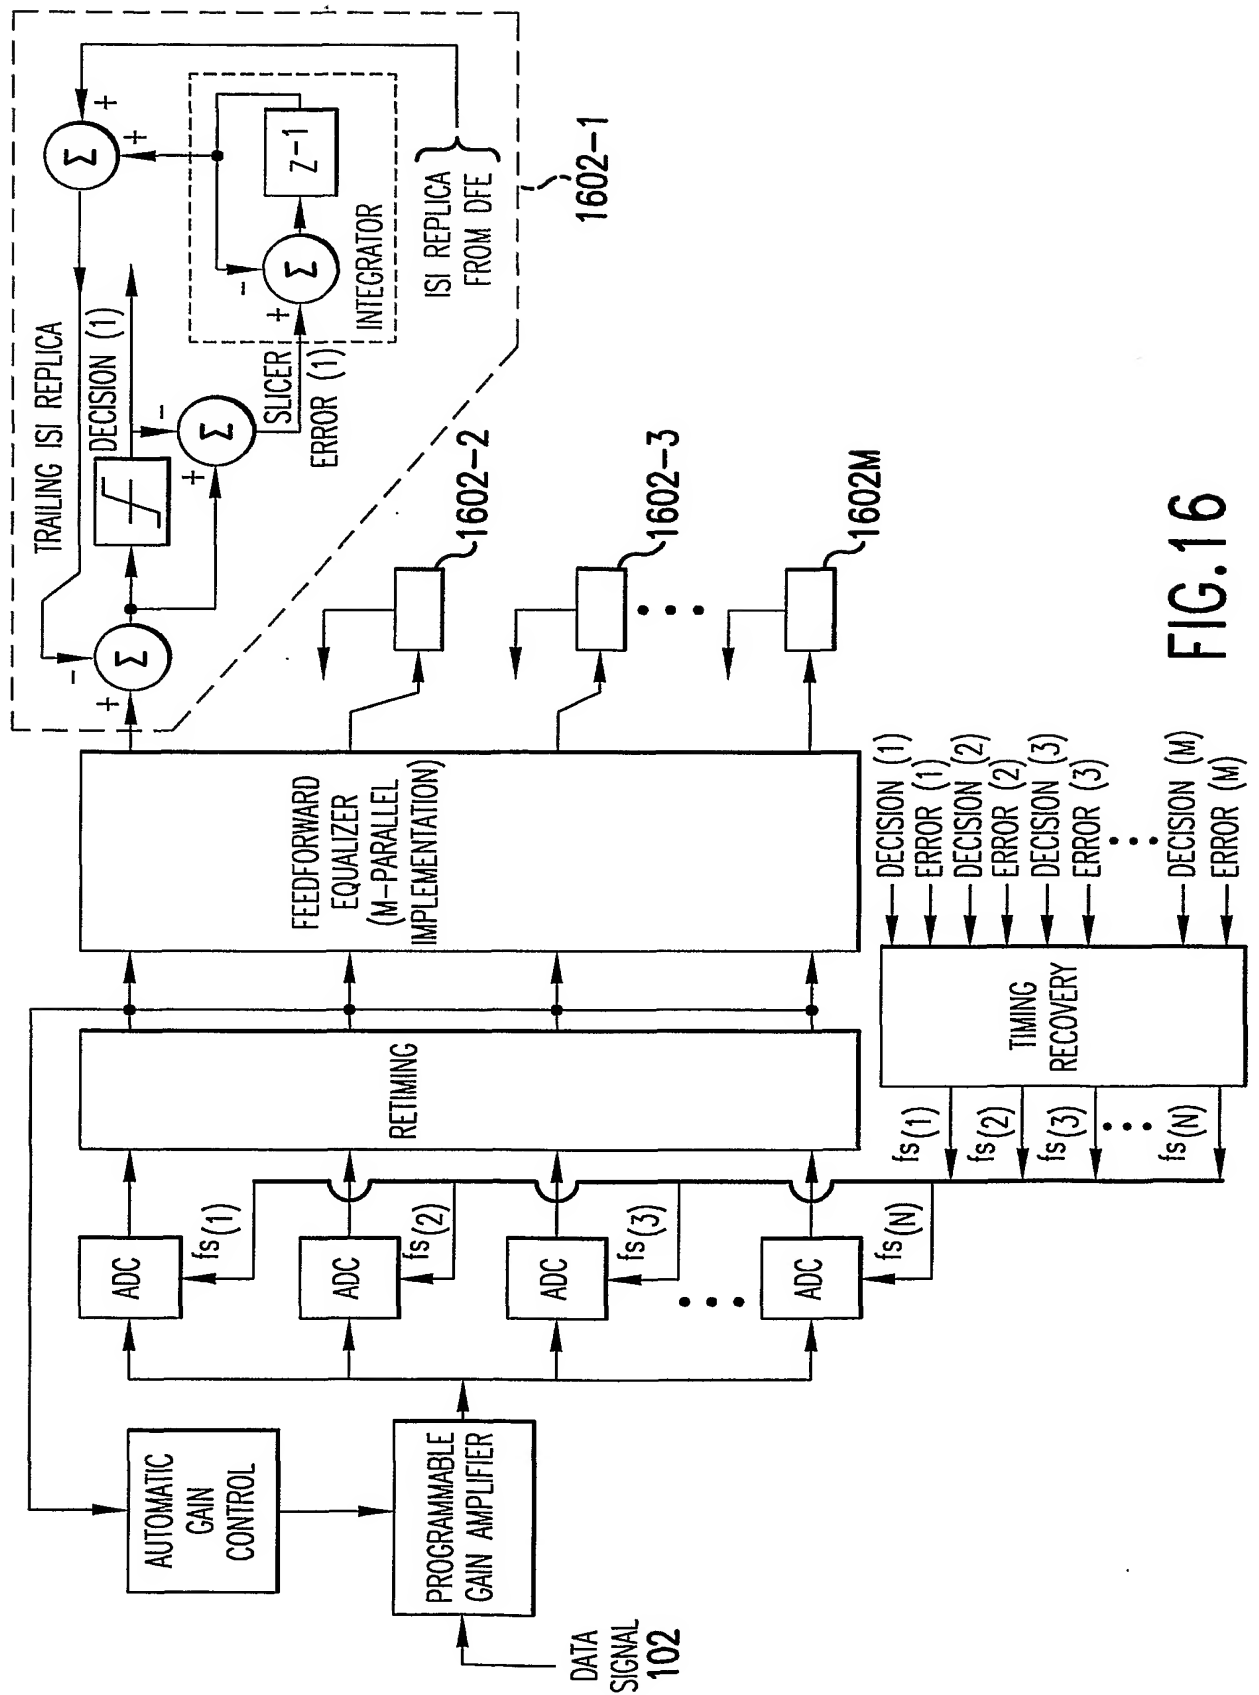 DATA
SIGNAL
102
PROGRAMMABLE
GAIN AMPLIFIER
AUTOMATIC
GAIN
CONTROL
ADC
fs(1)
ADC
fs(2)
ADC
fs(3)
ADC
fs(N)
RETIMING
FEEDFORWARD
EQUALIZER
(M-PARALLEL
IMPLEMENTATION)
TIMING
RECOVERY
fs(1)
fs(2)
fs(3)
fs(N)
DECISION (1)
ERROR (1)
DECISION (2)
ERROR (2)
DECISION (3)
ERROR (3)
DECISION (M)
ERROR (M)
TRAILING ISI REPLICA
DECISION (1)
+
-
Σ
+
-
Σ
SLICER
ERROR (1)
+
-
Σ
Z-1
INTEGRATOR
+
+
Σ
ISI REPLICA
FROM DFE
1602-1
1602-2
1602-3
1602M
FIG.16